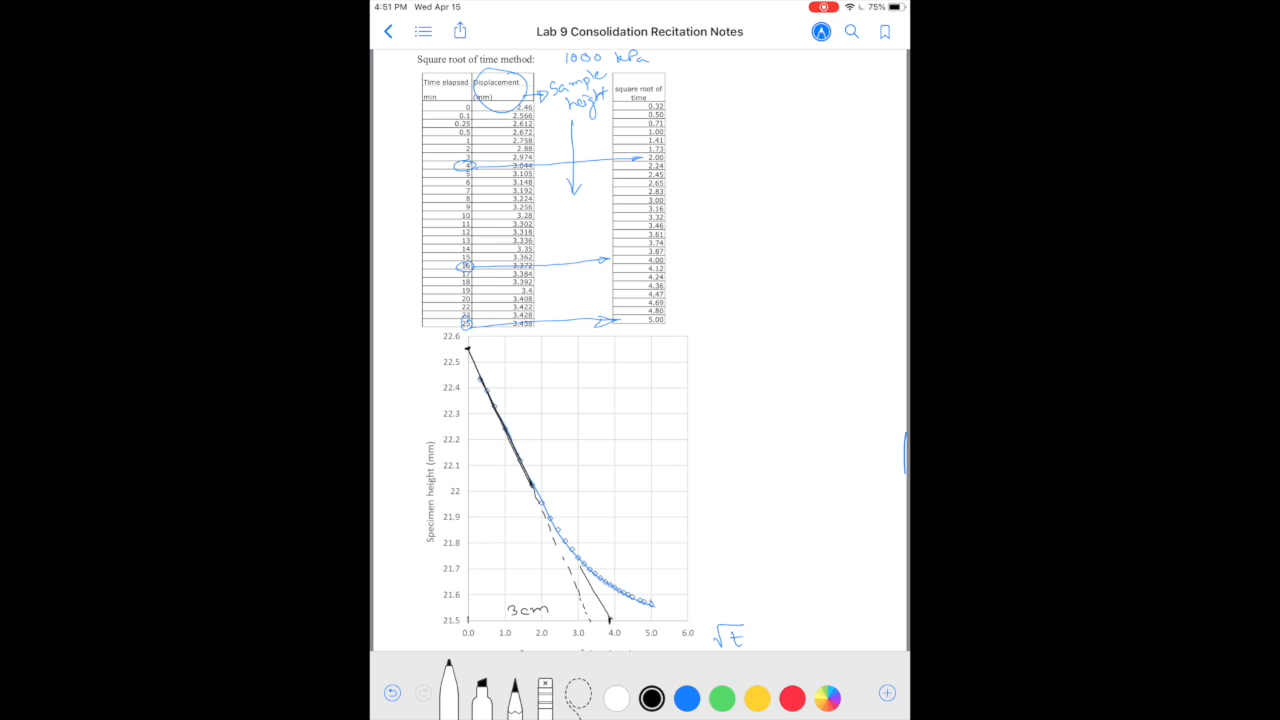 4:51 PM Wed Apr 15
75%
Lab 9 Consolidation Recitation Notes
Square root of time method: 1000 kPa
Time elapsed min Displacement (mm)
Sample height
square root of time
0 2.46
0.1 2.566 0.32
0.25 2.612 0.50
0.5 2.672 0.71
1 2.758 1.00
2 2.88 1.41
3 2.974 1.73
4 3.044 2.00
5 3.105 2.24
6 3.148 2.45
7 3.192 2.65
8 3.224 2.83
9 3.256 3.00
10 3.28 3.16
11 3.302 3.32
12 3.318 3.46
13 3.336 3.61
14 3.35 3.74
15 3.362 3.87
16 3.372 4.00
17 3.384 4.12
18 3.392 4.24
19 3.4 4.36
20 3.408 4.47
22 3.422 4.69
23 3.428 4.80
25 3.438 5.00
22.6
22.5
22.4
22.3
22.2
22.1
22
21.9
21.8
21.7
21.6
21.5
Specimen height (mm)
3cm
0.0 1.0 2.0 3.0 4.0 5.0 6.0
√t